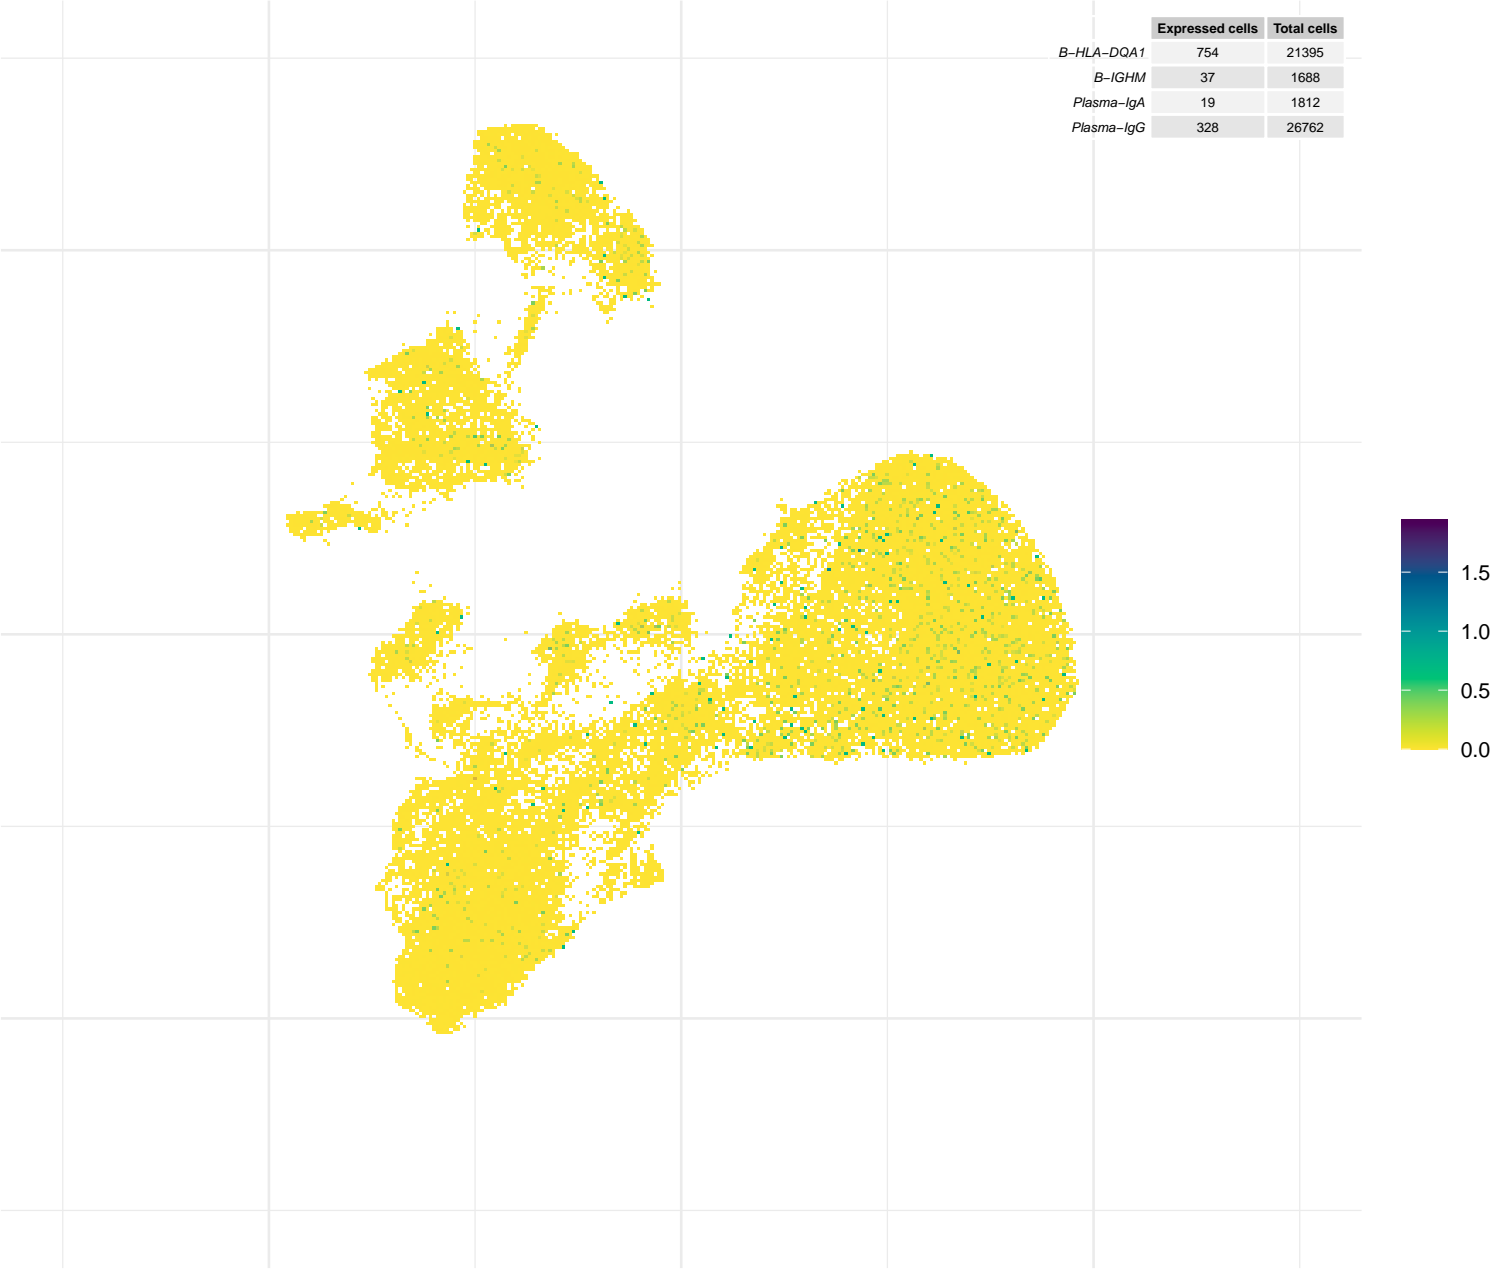 Expressed cells Total cells
B−HLA−DQA1 754 21395
B−IGHM 37 1688
Plasma−IgA 19 1812
Plasma−IgG 328 26762
1.5
1.0
0.5
0.0